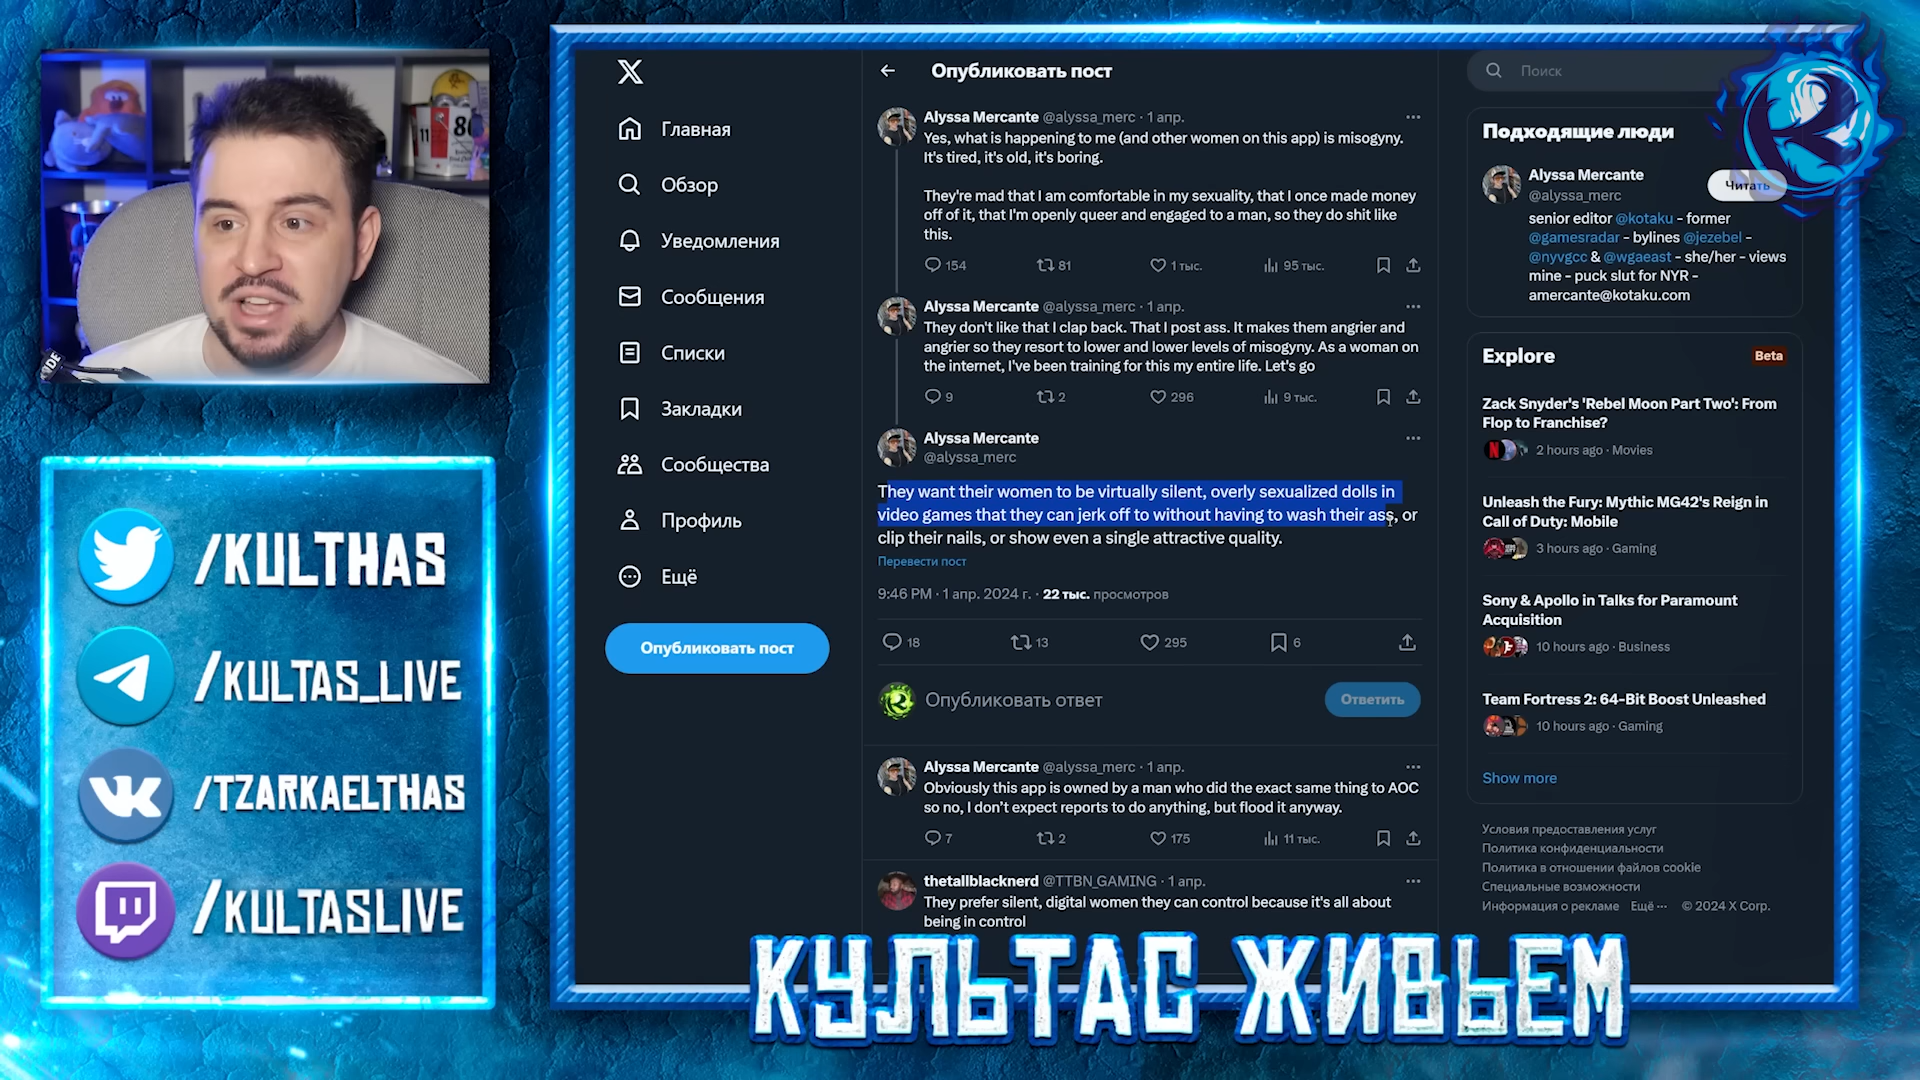 /KULTHAS
/KULTAS_LIVE
/TZARKAELTHAS
/KULTASLIVE
Главная
Обзор
Уведомления
Сообщения
Списки
Закладки
Сообщества
Профиль
Ещё
Опубликовать пост
Опубликовать пост
Alyssa Mercante @alyssa_merc · 1 апр.
Yes, what is happening to me (and other women on this app) is misogyny.
It's tired, it's old, it's boring.
They're mad that I am comfortable in my sexuality, that I once made money
off of it, that I'm openly queer and engaged to a man, so they do shit like
this.
154 81 1 тыс. 95 тыс.
Alyssa Mercante @alyssa_merc · 1 апр.
They don't like that I clap back. That I post ass. It makes them angrier and
angrier so they resort to lower and lower levels of misogyny. As a woman on
the internet, I've been training for this my entire life. Let's go
9 2 296 9 тыс.
Alyssa Mercante
@alyssa_merc
They want their women to be virtually silent, overly sexualized dolls in
video games that they can jerk off to without having to wash their ass, or
clip their nails, or show even a single attractive quality.
Перевести пост
9:46 PM · 1 апр. 2024 г. · 22 тыс. просмотров
18 13 295 6
Опубликовать ответ
Ответить
Alyssa Mercante @alyssa_merc · 1 апр.
Obviously this app is owned by a man who did the exact same thing to AOC
so no, I don’t expect reports to do anything, but flood it anyway.
7 2 175 11 тыс.
thetallblacknerd @TTBN_GAMING · 1 апр.
They prefer silent, digital women they can control because it's all about
being in control
Поиск
Подходящие люди
Alyssa Mercante
@alyssa_merc
Читать
senior editor @kotaku - former
@gamesradar - bylines @jezebel -
@nyvgcc & @wgaeast - she/her - views
mine - puck slut for NYR -
amercante@kotaku.com
Explore
Beta
Zack Snyder's 'Rebel Moon Part Two': From
Flop to Franchise?
2 hours ago · Movies
Unleash the Fury: Mythic MG42's Reign in
Call of Duty: Mobile
3 hours ago · Gaming
Sony & Apollo in Talks for Paramount
Acquisition
10 hours ago · Business
Team Fortress 2: 64-Bit Boost Unleashed
10 hours ago · Gaming
Show more
Условия предоставления услуг
Политика конфиденциальности
Политика в отношении файлов cookie
Специальные возможности
Информация о рекламе Ещё ··· © 2024 X Corp.
КУЛЬТАС ЖИВЬЕМ